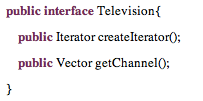 public interface Television{
public Iterator createIterator();
public Vector getChannel();
}